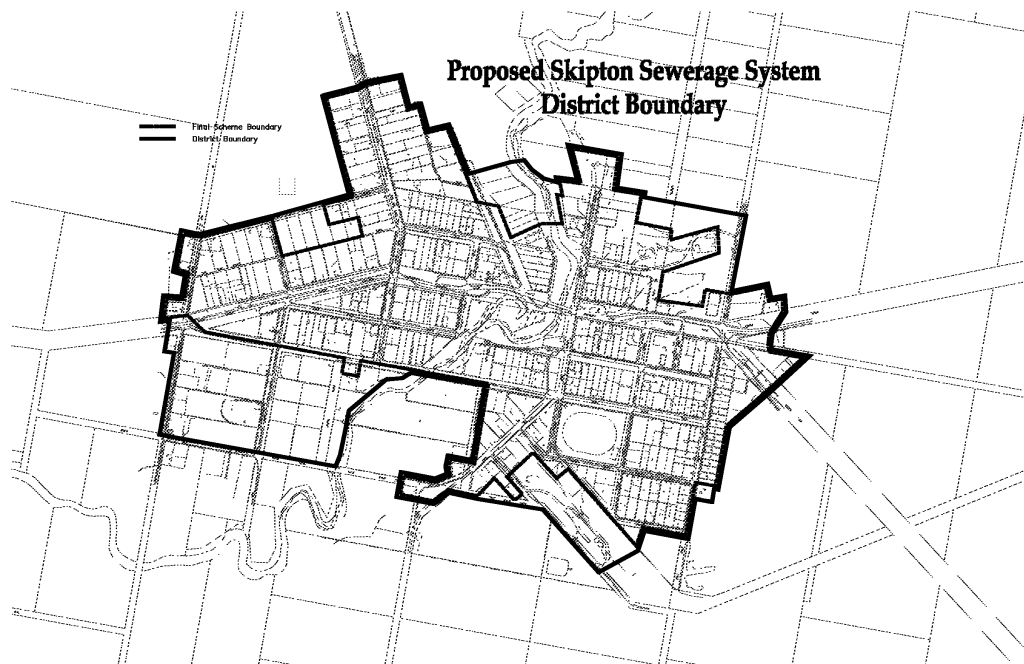 Proposed Skipton Sewerage System
District Boundary
Final Scheme Boundary
District Boundary